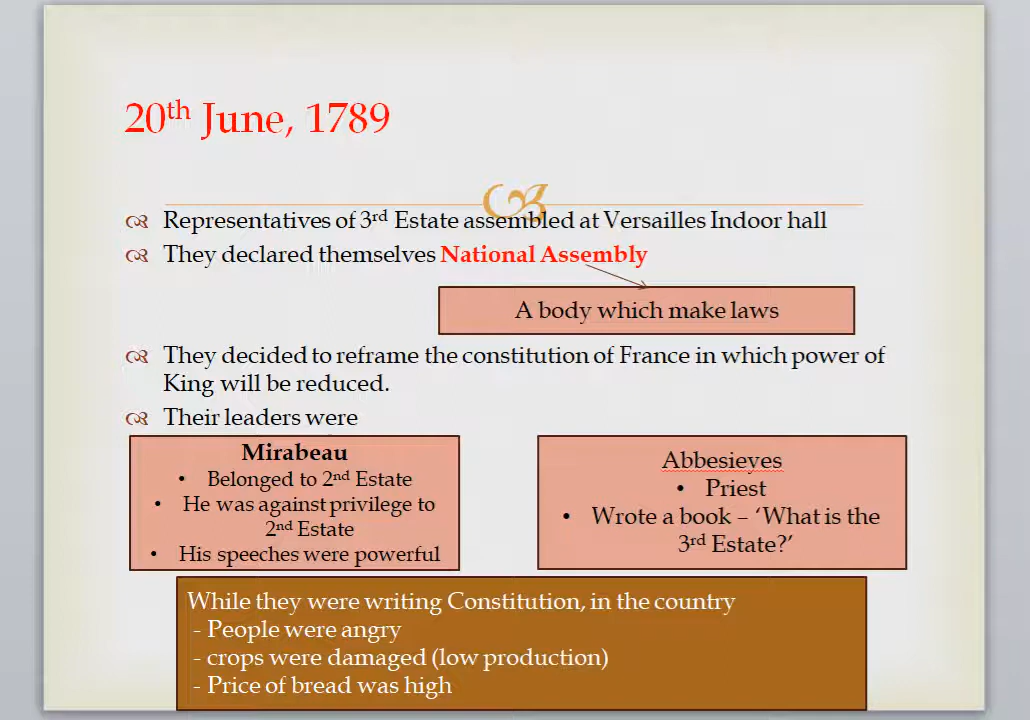 20th June, 1789
Representatives of 3rd Estate assembled at Versailles Indoor hall
They declared themselves National Assembly
A body which make laws
They decided to reframe the constitution of France in which power of
King will be reduced.
Their leaders were
Mirabeau
• Belonged to 2nd Estate
• He was against privilege to
2nd Estate
• His speeches were powerful
Abbesieyes
• Priest
• Wrote a book – ‘What is the
3rd Estate?’
While they were writing Constitution, in the country
- People were angry
- crops were damaged (low production)
- Price of bread was high